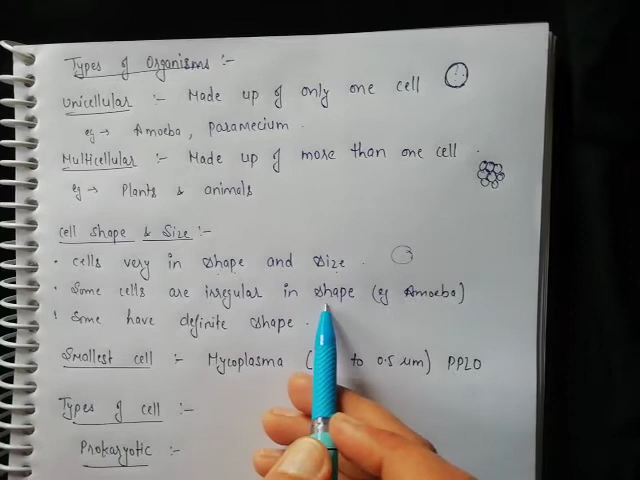 Types of Organisms :-
Unicellular :- Made up of only one cell
eg → Amoeba, Paramecium.
Multicellular :- Made up of more than one cell.
eg → Plants & animals
Cell Shape & Size :-
· Cells very in shape and size.
· Some cells are irregular in shape (eg Amoeba)
· Some have definite shape.
Smallest cell :- Mycoplasma ( to 0.5 um) PPLO
Types of cell :-
Prokaryotic :-